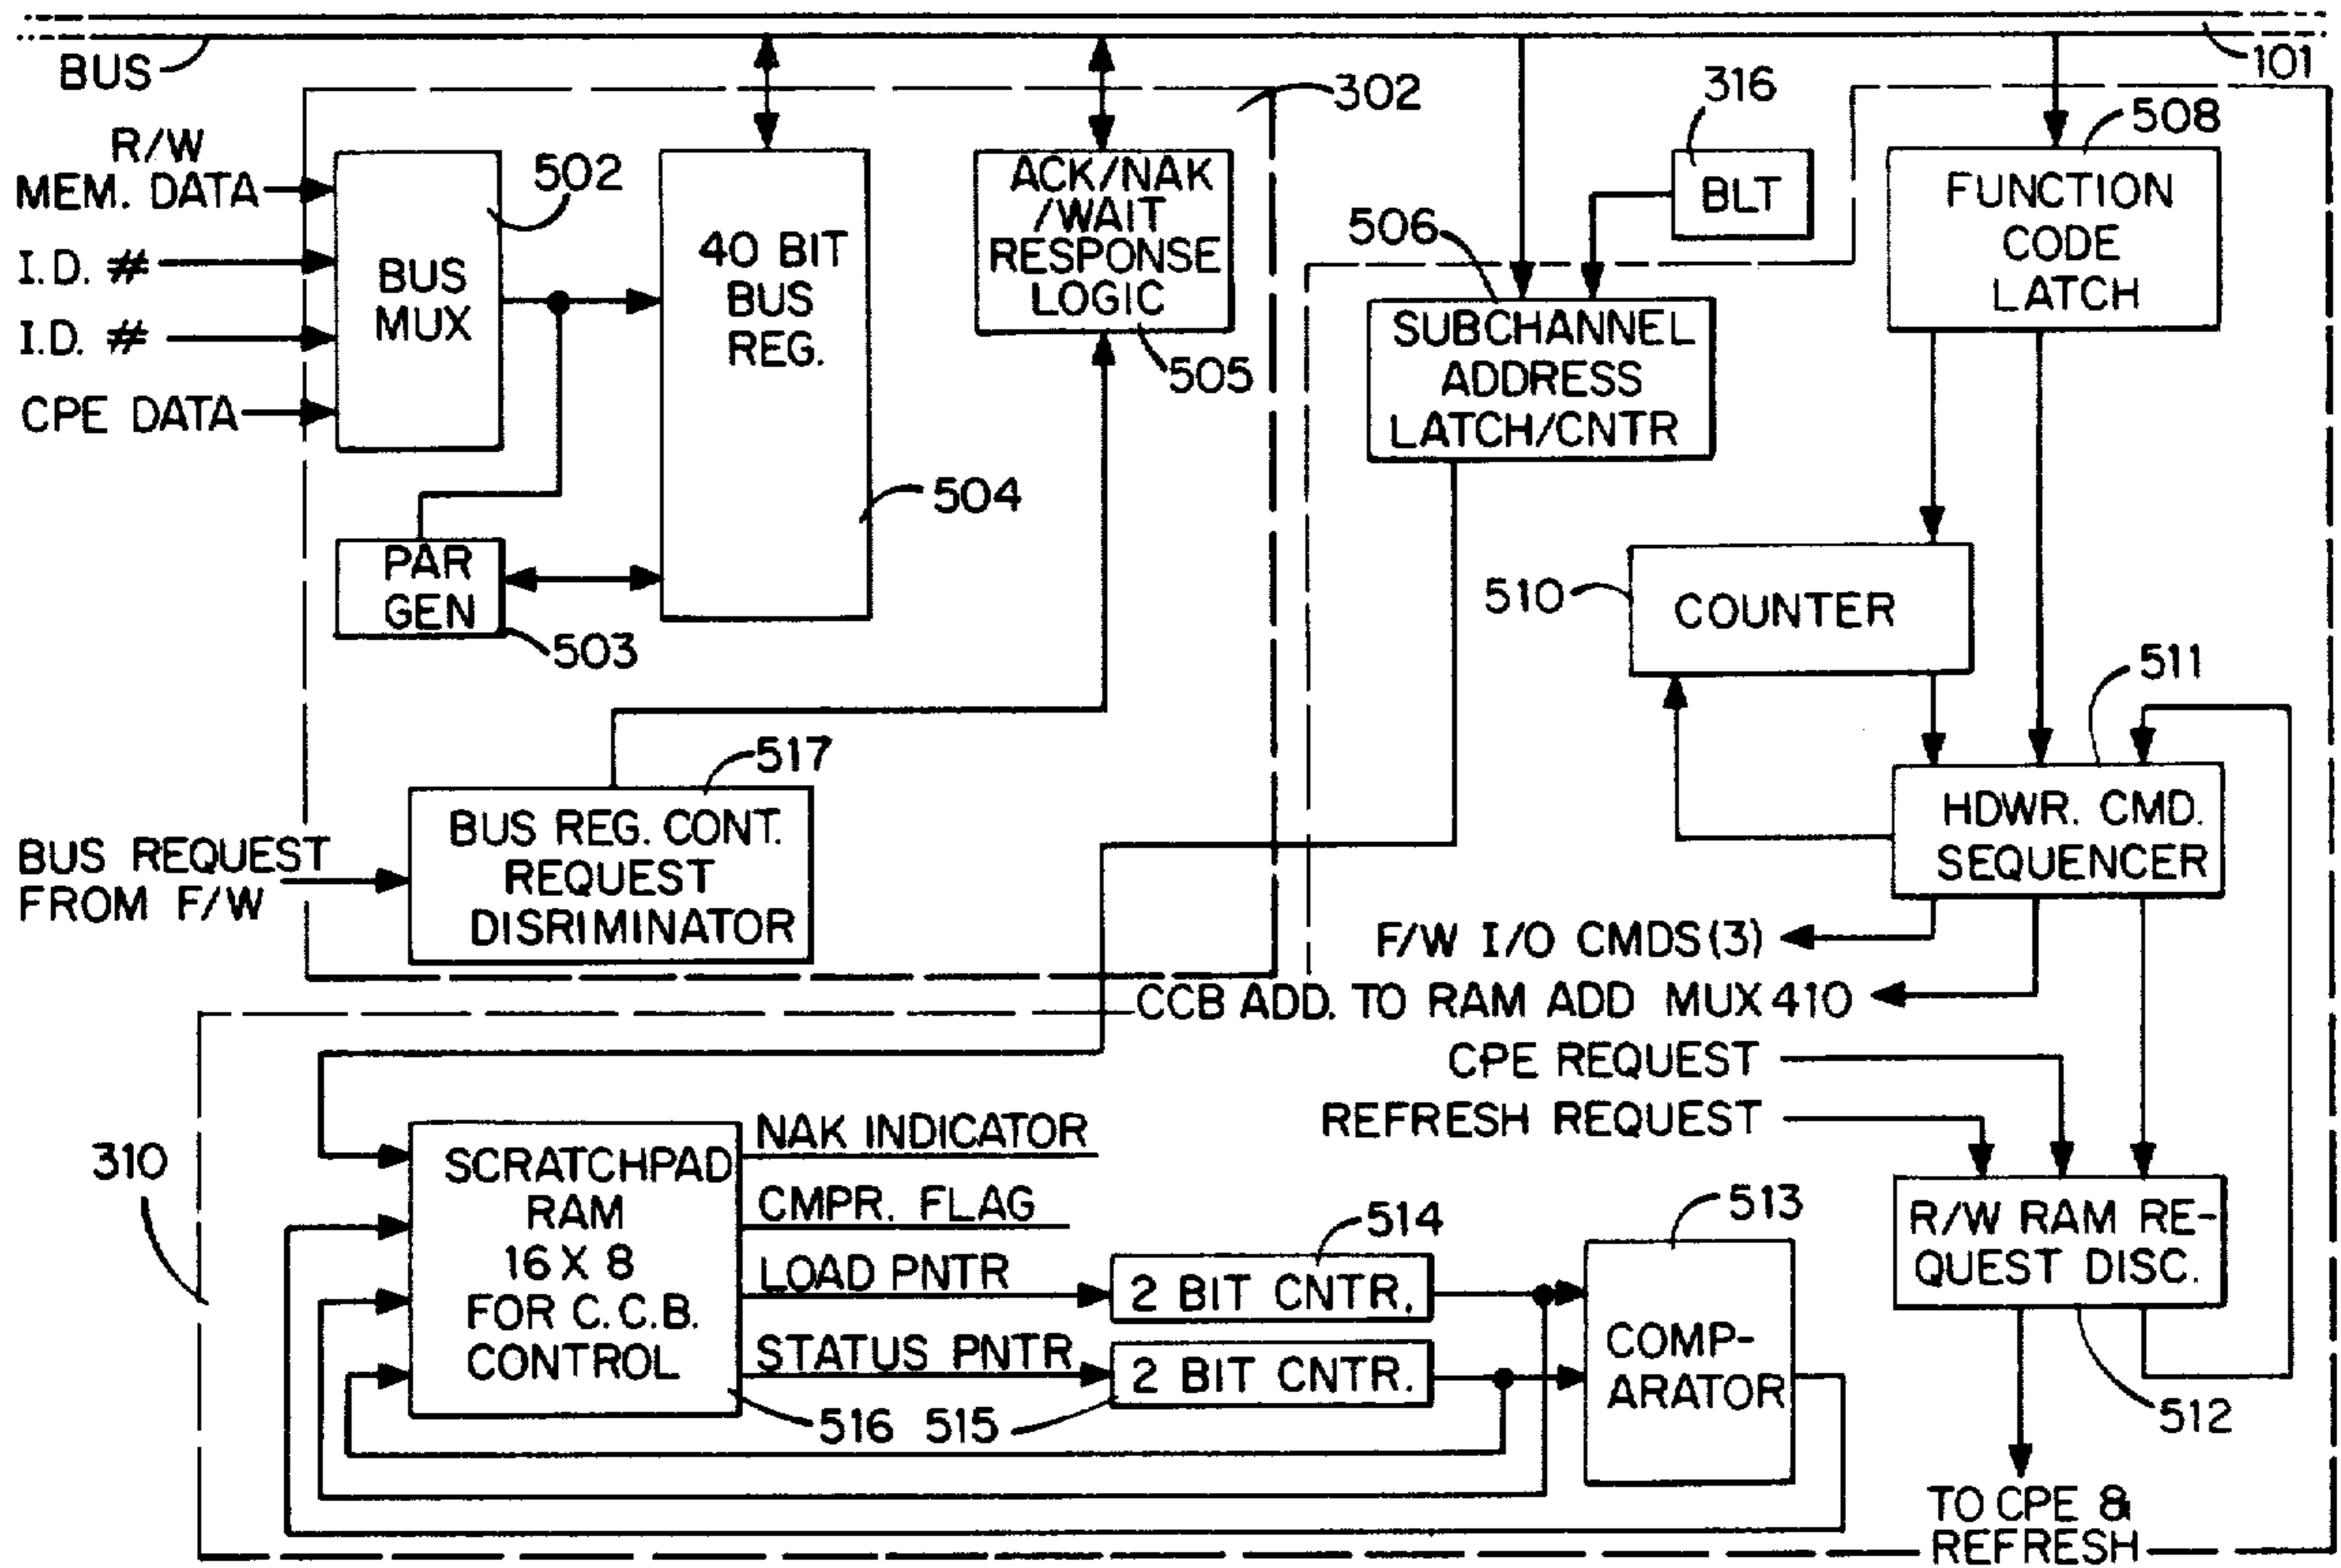 BUS
101
302
R/W
MEM. DATA
I.D. #
I.D. #
CPE DATA
502
BUS
MUX
40 BIT
BUS
REG.
504
ACK/NAK
/WAIT
RESPONSE
LOGIC
505
PAR
GEN
503
316
BLT
506
SUBCHANNEL
ADDRESS
LATCH/CNTR
508
FUNCTION
CODE
LATCH
510
COUNTER
511
HDWR. CMD.
SEQUENCER
517
BUS REG. CONT.
REQUEST
DISRIMINATOR
BUS REQUEST
FROM F/W
F/W I/O CMDS(3)
CCB ADD. TO RAM ADD MUX 410
CPE REQUEST
REFRESH REQUEST
310
SCRATCHPAD
RAM
16 X 8
FOR C.C.B.
CONTROL
516
NAK INDICATOR
CMPR. FLAG
LOAD PNTR
STATUS PNTR
514
2 BIT CNTR.
515
2 BIT CNTR.
513
COMP-
ARATOR
R/W RAM RE-
QUEST DISC.
512
TO CPE &
REFRESH